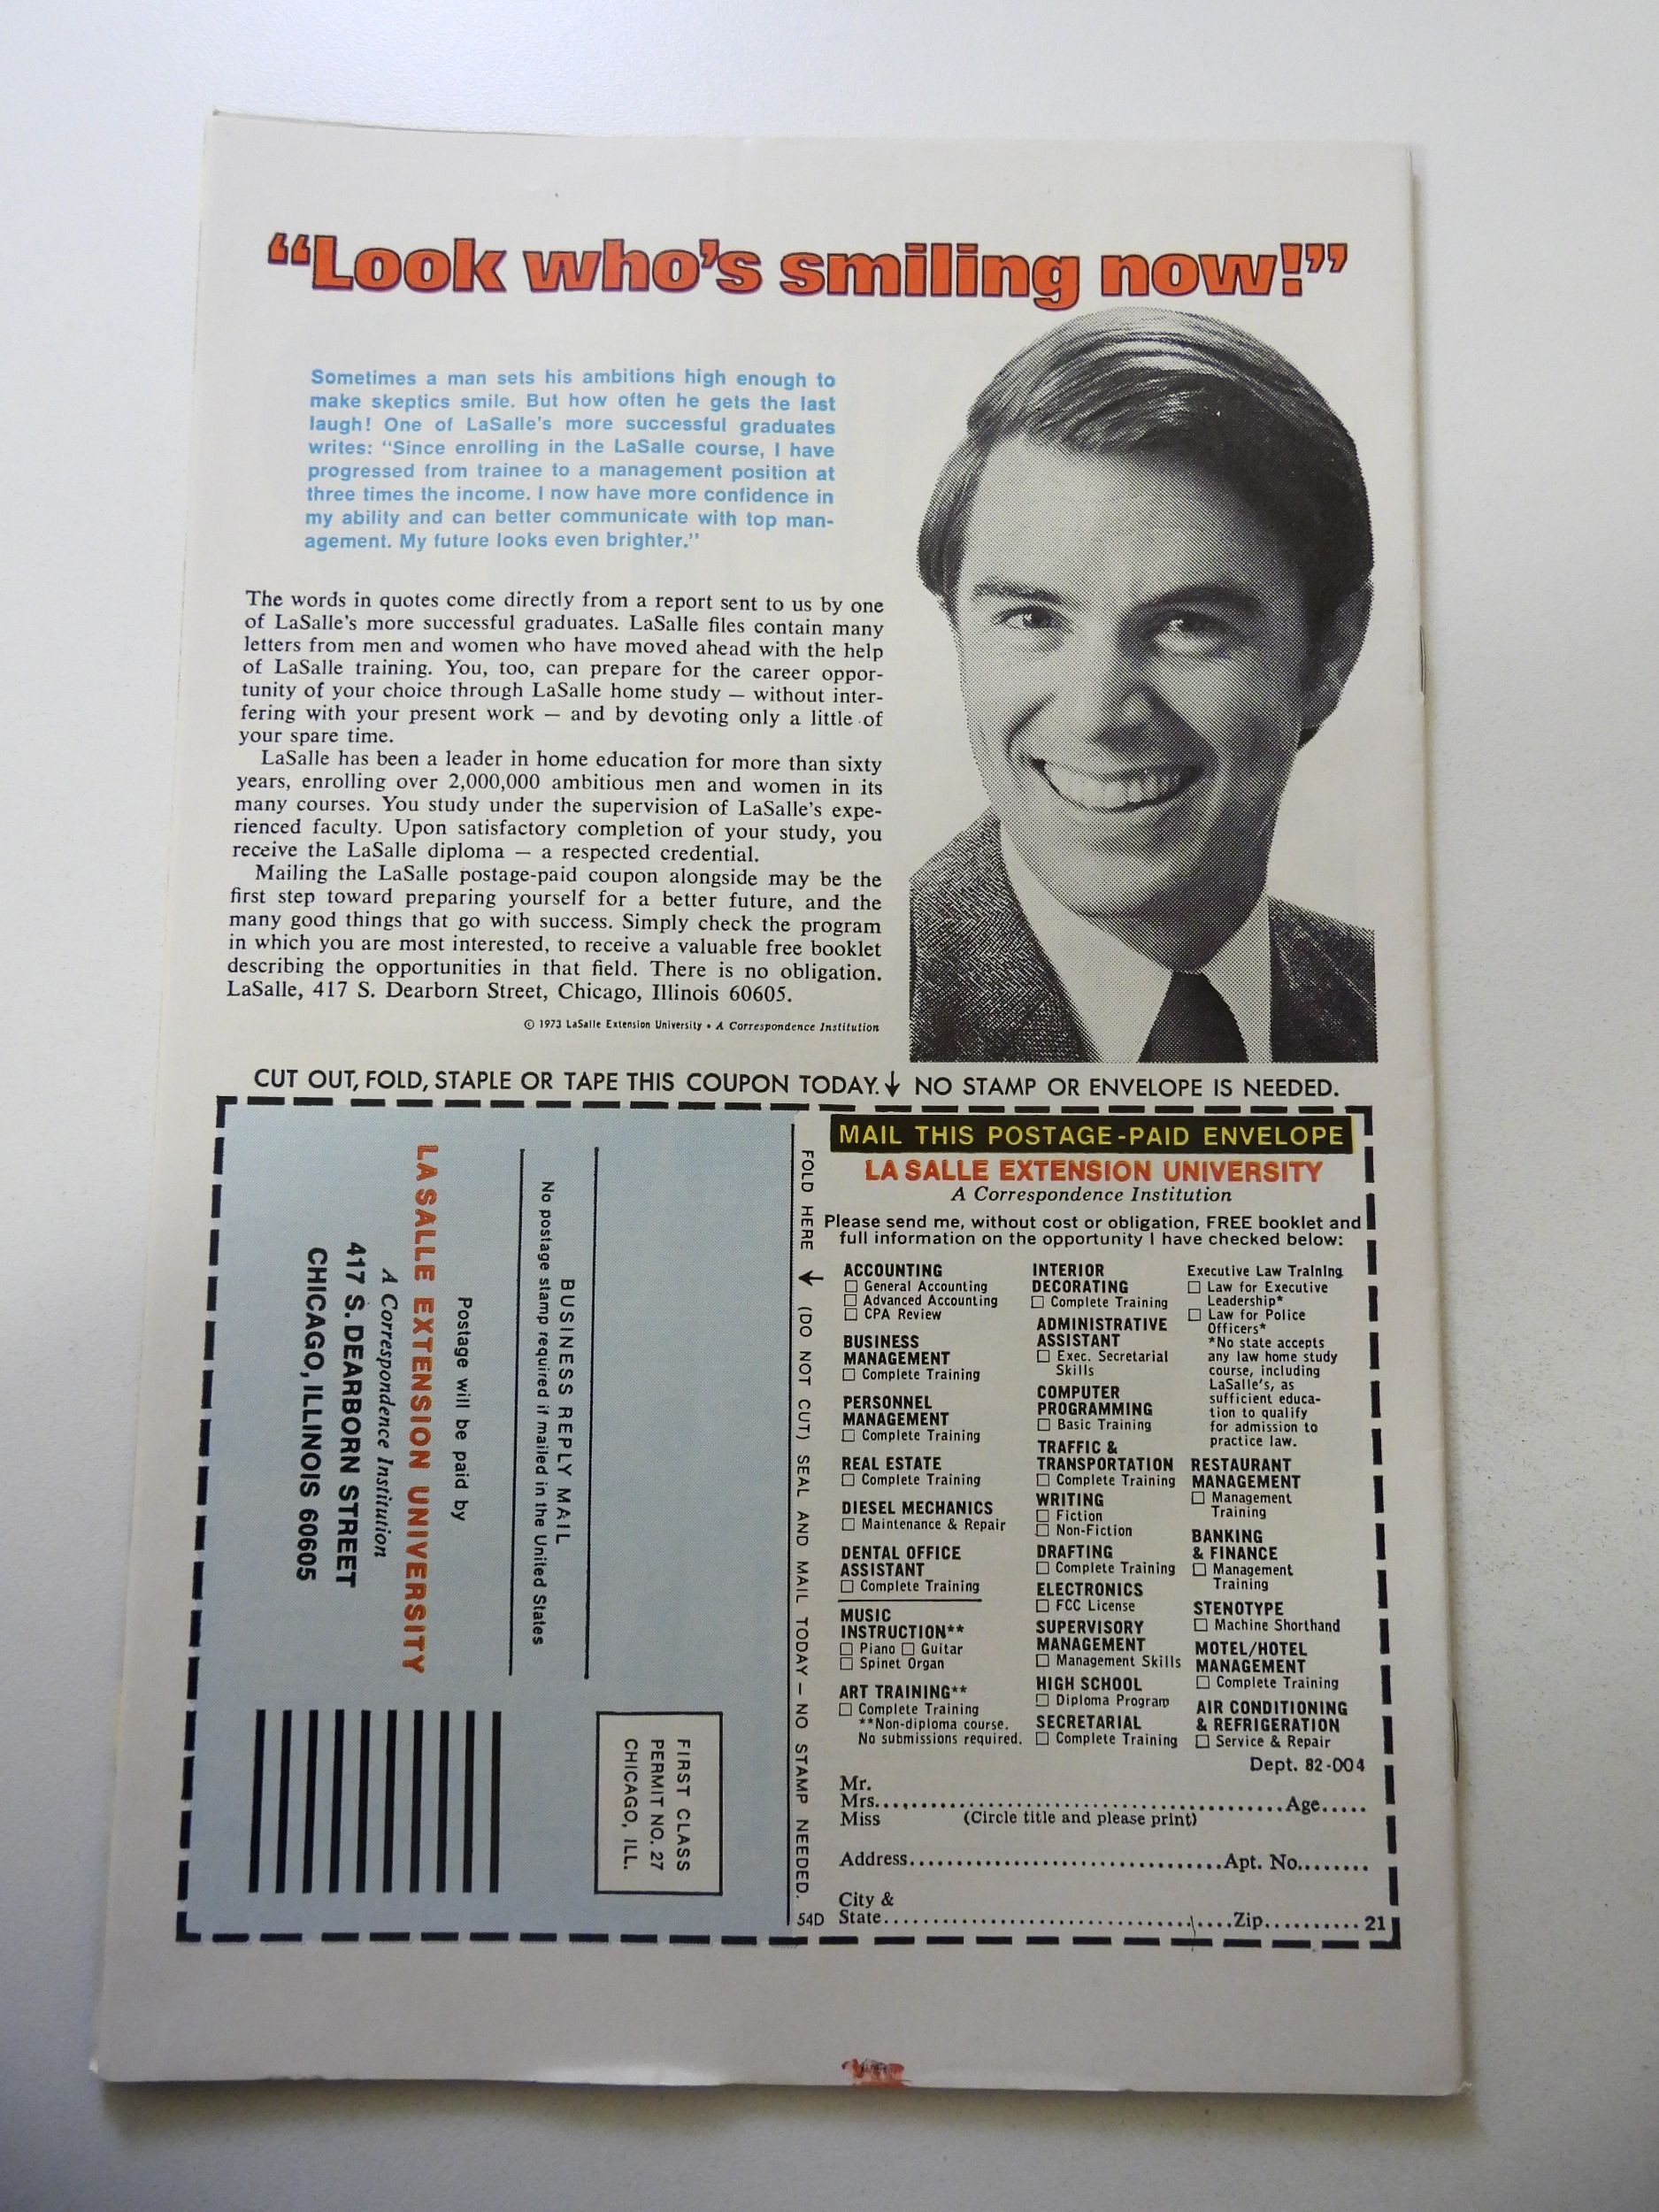 “Look who’s smiling now!”
Sometimes a man sets his ambitions high enough to
make skeptics smile. But how often he gets the last
laugh! One of LaSalle’s more successful graduates
writes: “Since enrolling in the LaSalle course, I have
progressed from trainee to a management position at
three times the income. I now have more confidence in
my ability and can better communicate with top man-
agement. My future looks even brighter.”
The words in quotes come directly from a report sent to us by one
of LaSalle’s more successful graduates. LaSalle files contain many
letters from men and women who have moved ahead with the help
of LaSalle training. You, too, can prepare for the career oppor-
tunity of your choice through LaSalle home study — without inter-
fering with your present work — and by devoting only a little of
your spare time.
LaSalle has been a leader in home education for more than sixty
years, enrolling over 2,000,000 ambitious men and women in its
many courses. You study under the supervision of LaSalle’s expe-
rienced faculty. Upon satisfactory completion of your study, you
receive the LaSalle diploma — a respected credential.
Mailing the LaSalle postage-paid coupon alongside may be the
first step toward preparing yourself for a better future, and the
many good things that go with success. Simply check the program
in which you are most interested, to receive a valuable free booklet
describing the opportunities in that field. There is no obligation.
LaSalle, 417 S. Dearborn Street, Chicago, Illinois 60605.
© 1973 LaSalle Extension University • A Correspondence Institution
CUT OUT, FOLD, STAPLE OR TAPE THIS COUPON TODAY.↓ NO STAMP OR ENVELOPE IS NEEDED.
FIRST CLASS
PERMIT NO. 27
CHICAGO, ILL.
BUSINESS REPLY MAIL
No postage stamp required if mailed in the United States
Postage will be paid by
LA SALLE EXTENSION UNIVERSITY
A Correspondence Institution
417 S. DEARBORN STREET
CHICAGO, ILLINOIS 60605
FOLD HERE ↓ (DO NOT CUT) SEAL AND MAIL TODAY — NO STAMP NEEDED.
54D
MAIL THIS POSTAGE-PAID ENVELOPE
LA SALLE EXTENSION UNIVERSITY
A Correspondence Institution
Please send me, without cost or obligation, FREE booklet and
full information on the opportunity I have checked below:
ACCOUNTING
☐ General Accounting
☐ Advanced Accounting
☐ CPA Review
BUSINESS
MANAGEMENT
☐ Complete Training
PERSONNEL
MANAGEMENT
☐ Complete Training
REAL ESTATE
☐ Complete Training
DIESEL MECHANICS
☐ Maintenance & Repair
DENTAL OFFICE
ASSISTANT
☐ Complete Training
MUSIC
INSTRUCTION**
☐ Piano ☐ Guitar
☐ Spinet Organ
ART TRAINING**
☐ Complete Training
**Non-diploma course.
No submissions required.
INTERIOR
DECORATING
☐ Complete Training
ADMINISTRATIVE
ASSISTANT
☐ Exec. Secretarial
Skills
COMPUTER
PROGRAMMING
☐ Basic Training
TRAFFIC &
TRANSPORTATION
☐ Complete Training
WRITING
☐ Fiction
☐ Non-Fiction
DRAFTING
☐ Complete Training
ELECTRONICS
☐ FCC License
SUPERVISORY
MANAGEMENT
☐ Management Skills
HIGH SCHOOL
☐ Diploma Program
SECRETARIAL
☐ Complete Training
Executive Law Training
☐ Law for Executive
Leadership*
☐ Law for Police
Officers*
*No state accepts
any law home study
course, including
LaSalle’s, as
sufficient educa-
tion to qualify
for admission to
practice law.
RESTAURANT
MANAGEMENT
☐ Management
Training
BANKING
& FINANCE
☐ Management
Training
STENOTYPE
☐ Machine Shorthand
MOTEL/HOTEL
MANAGEMENT
☐ Complete Training
AIR CONDITIONING
& REFRIGERATION
☐ Service & Repair
Dept. 82-004
Mr.
Mrs.......................................................Age.....
Miss (Circle title and please print)
Address.................................Apt. No........
City &
State.....................................Zip.......... 21